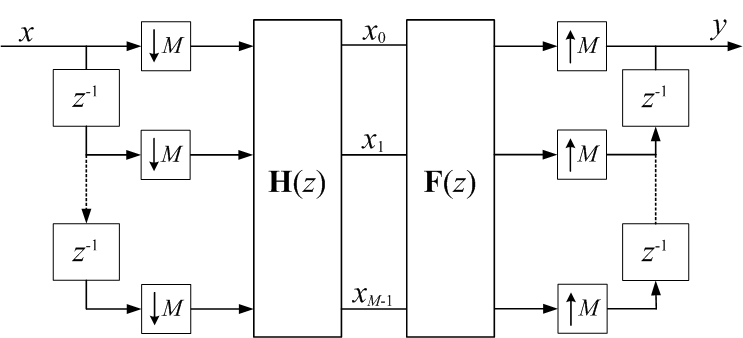 x ↓M x₀ ↑M y
z⁻¹ z⁻¹
↓M x₁ ↑M
H(z) F(z)
z⁻¹ z⁻¹
↓M x_{M-1} ↑M